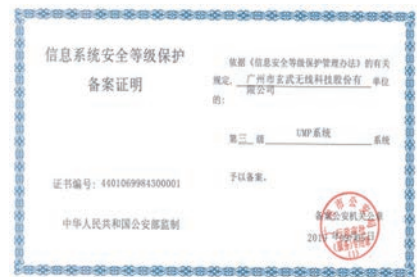 信息系统安全等级保护
备案证明
证书编号：4401069984300001
中华人民共和国公安部监制
依据《信息安全等级保护管理办法》的有关
规定，广州市玄武无线科技股份有 单位
限公司
的：
第三 级 UMP系统 系统
予以备案。
备案公安机关公章